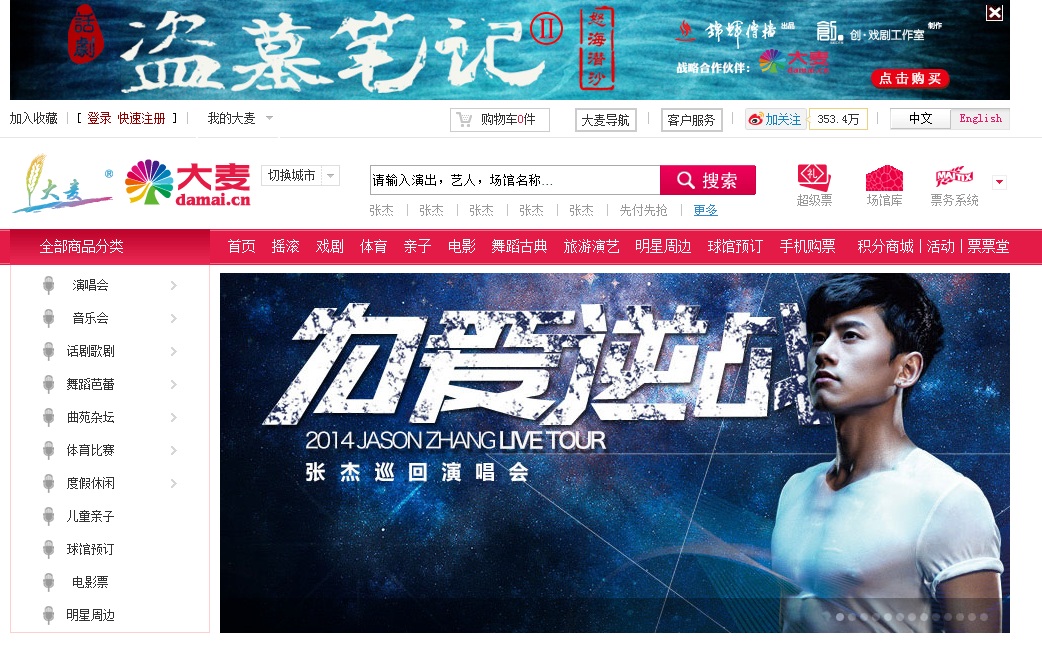 話劇
盗墓笔记 II
怒海潜沙
锦辉传播 出品
创·戏剧工作室 制作
战略合作伙伴: 大麦 damai.cn
点击购买
加入收藏 | [ 登录 快速注册 ] | 我的大麦
购物车0件
大麦导航
客户服务
加关注 353.4万
中文 English
大麦®
大麦
damai.cn
切换城市
请输入演出，艺人，场馆名称...
搜索
张杰 | 张杰 | 张杰 | 张杰 | 张杰 | 先付先抢 | 更多
超级票
场馆库
MAITIX
票务系统
全部商品分类
首页 摇滚 戏剧 体育 亲子 电影 舞蹈古典 旅游演艺 明星周边 球馆预订 手机购票 积分商城 | 活动 | 票票堂
演唱会
音乐会
话剧歌剧
舞蹈芭蕾
曲苑杂坛
体育比赛
度假休闲
儿童亲子
球馆预订
电影票
明星周边
为爱逆战
2014 JASON ZHANG LIVE TOUR
张杰巡回演唱会